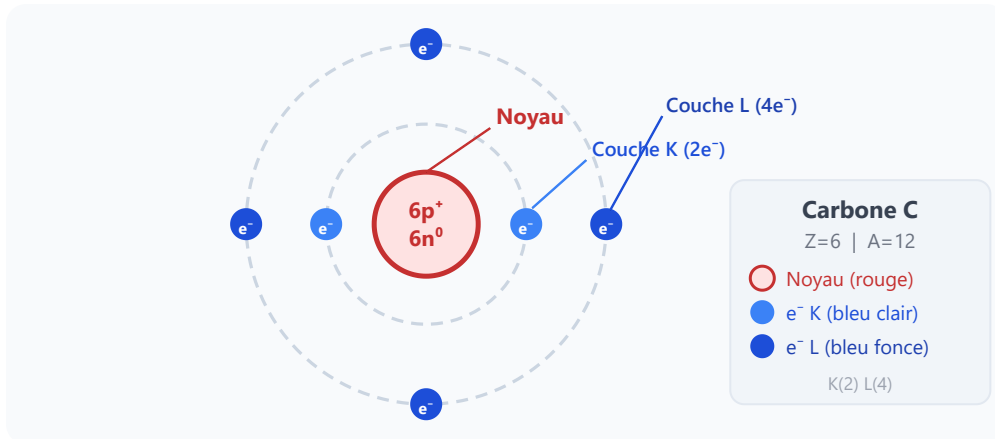 e⁻
Couche L (4e⁻)
Noyau
Couche K (2e⁻)
6p⁺
6n⁰
e⁻
e⁻
e⁻
e⁻
e⁻
Carbone C
Z=6 | A=12
Noyau (rouge)
e⁻ K (bleu clair)
e⁻ L (bleu fonce)
K(2) L(4)